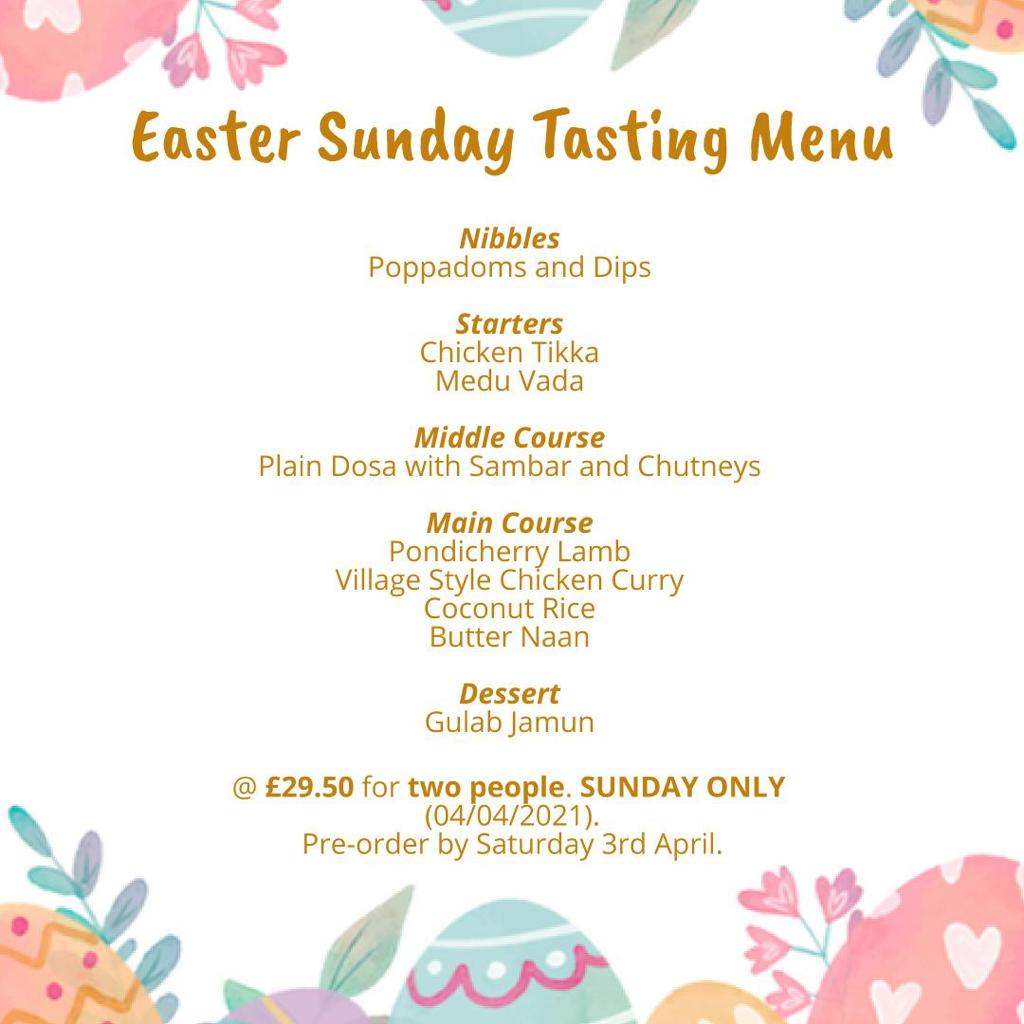 Easter Sunday Tasting Menu
Nibbles
Poppadoms and Dips
Starters
Chicken Tikka
Medu Vada
Middle Course
Plain Dosa with Sambar and Chutneys
Main Course
Pondicherry Lamb
Village Style Chicken Curry
Coconut Rice
Butter Naan
Dessert
Gulab Jamun
@ £29.50 for two people. SUNDAY ONLY
(04/04/2021).
Pre-order by Saturday 3rd April.